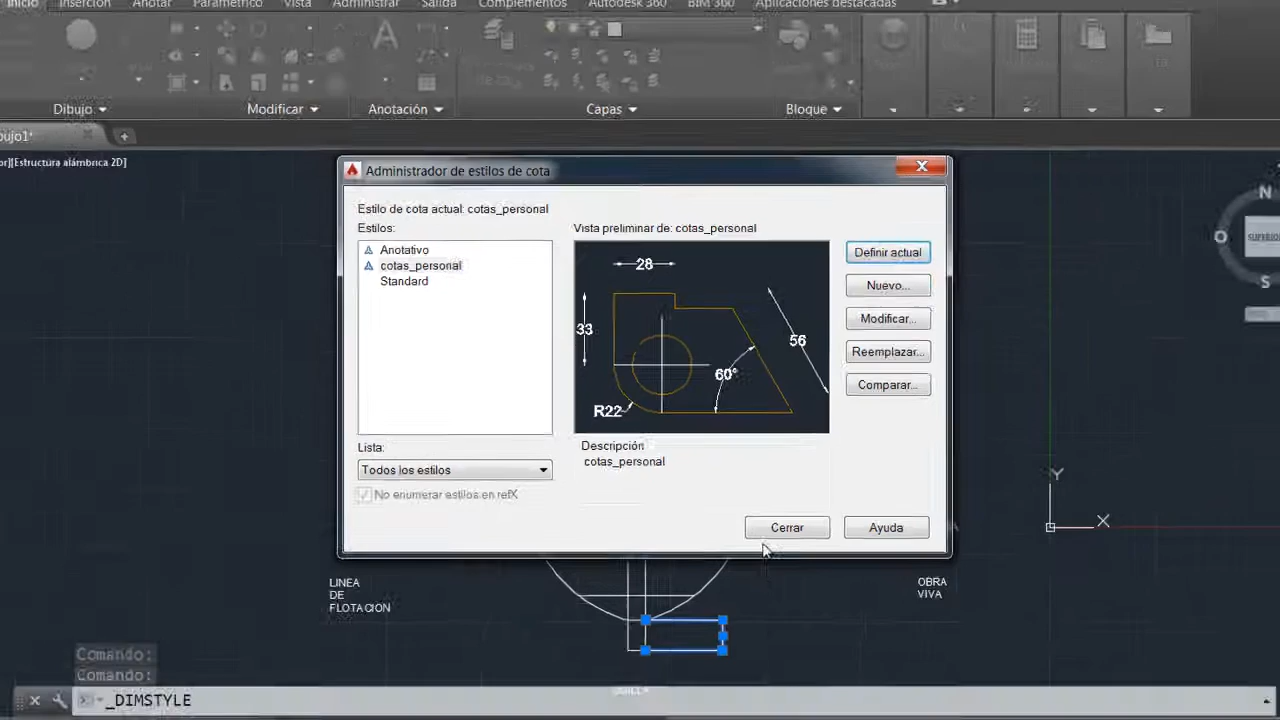 Inicio Inserción Anotar Paramétrico Vista Administrar Salida Complementos Autodesk 360 BIM 360 Aplicaciones destacadas
Dibujo Modificar Anotación Capas Bloque
ujo1*
or][Estructura alámbrica 2D]
Administrador de estilos de cota
Estilo de cota actual: cotas_personal
Estilos:
Vista preliminar de: cotas_personal
Anotativo
cotas_personal
Standard
28
33
56
60°
R22
Definir actual
Nuevo...
Modificar...
Reemplazar...
Comparar...
Lista:
Todos los estilos
No enumerar estilos en refX
Descripción
cotas_personal
Cerrar
Ayuda
N
O
SUPERIOR
S
Y
X
LINEA
DE
FLOTACION
OBRA
VIVA
Comando:
Comando:
_DIMSTYLE